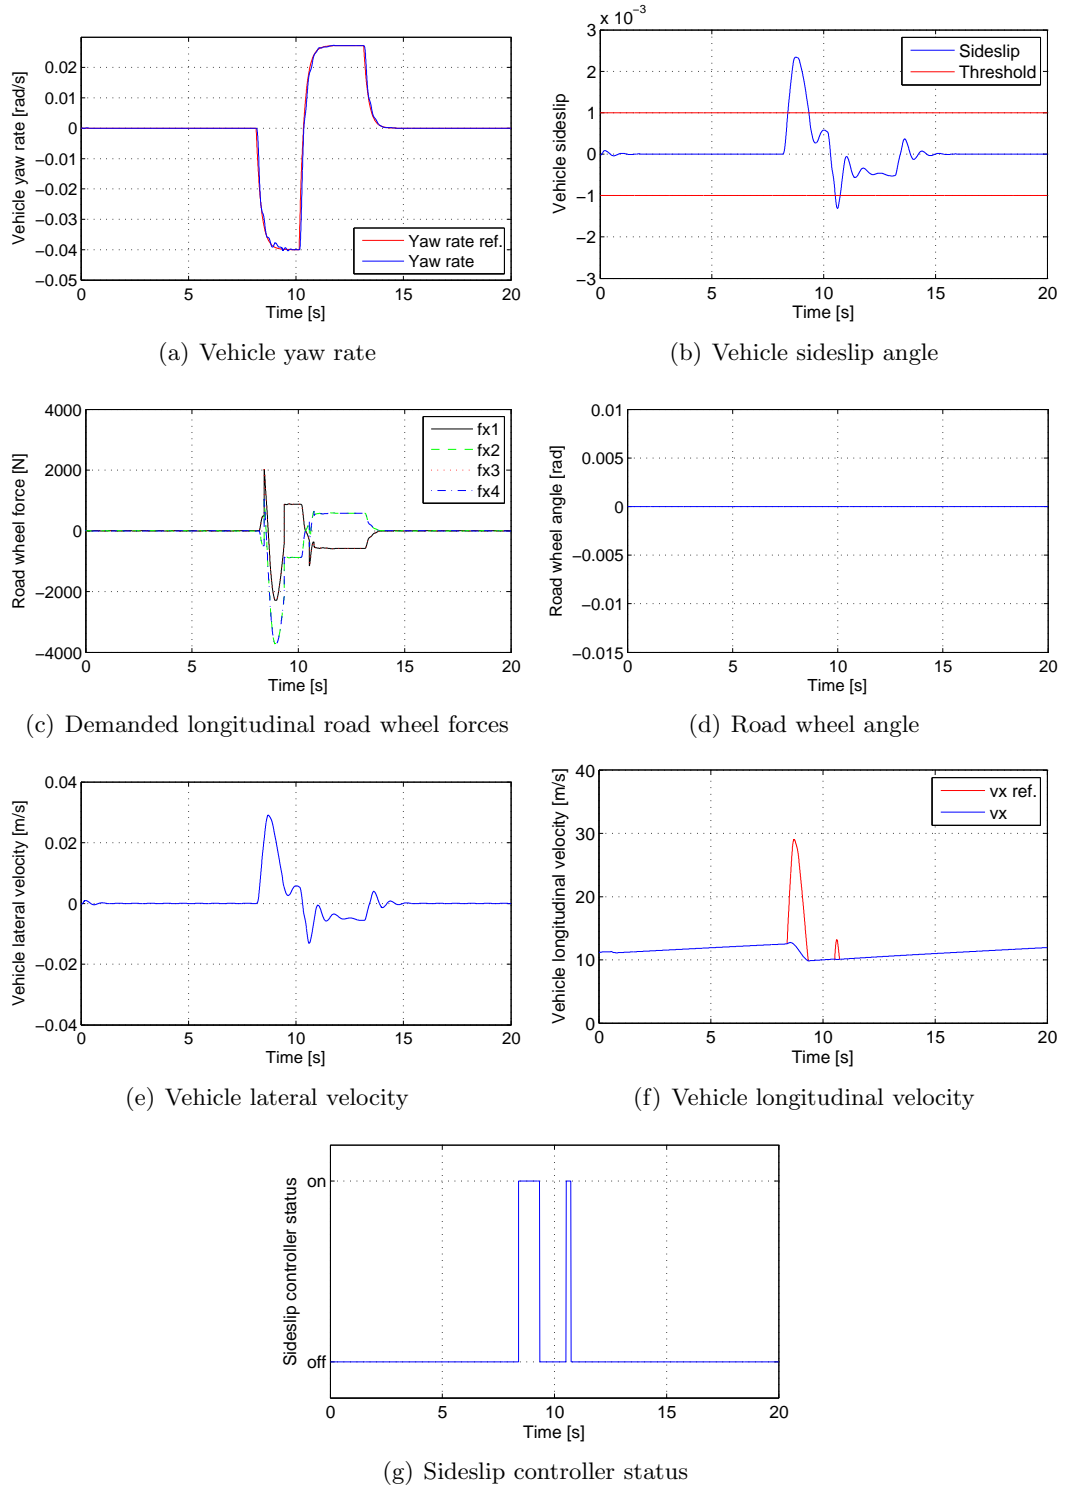 0.02
0.01
0
−0.01
−0.02
−0.03
−0.04
−0.05
Vehicle yaw rate [rad/s]
Yaw rate ref.
Yaw rate
0 5 10 15 20
Time [s]
(a) Vehicle yaw rate
x 10−3
3
2
1
0
−1
−2
−3
Vehicle sideslip
Sideslip
Threshold
0 5 10 15 20
Time [s]
(b) Vehicle sideslip angle
4000
2000
0
−2000
−4000
Road wheel force [N]
fx1
fx2
fx3
fx4
0 5 10 15 20
Time [s]
(c) Demanded longitudinal road wheel forces
0.01
0.005
0
−0.005
−0.01
−0.015
Road wheel angle [rad]
0 5 10 15 20
Time [s]
(d) Road wheel angle
0.04
0.02
0
−0.02
−0.04
Vehicle lateral velocity [m/s]
0 5 10 15 20
Time [s]
(e) Vehicle lateral velocity
40
30
20
10
0
Vehicle longitudinal velocity [m/s]
vx ref.
vx
0 5 10 15 20
Time [s]
(f) Vehicle longitudinal velocity
on
off
Sideslip controller status
0 5 10 15 20
Time [s]
(g) Sideslip controller status